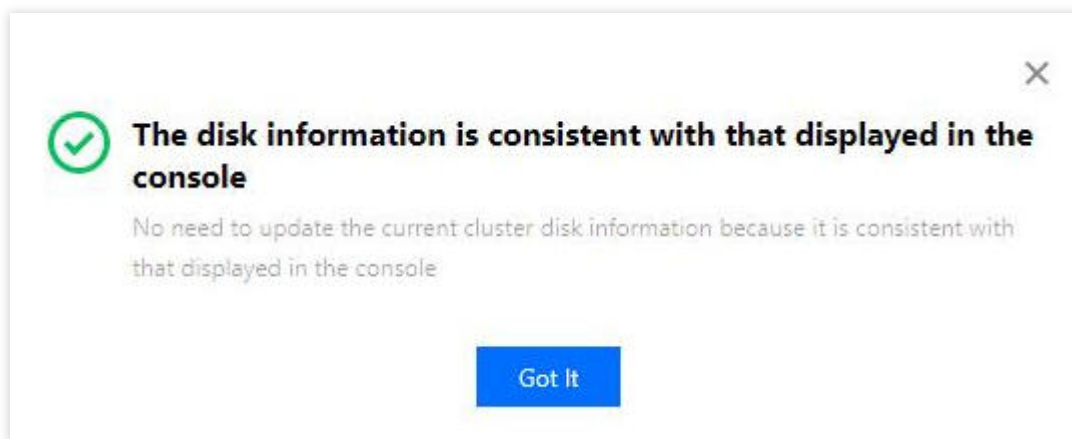 The disk information is consistent with that displayed in the
console
No need to update the current cluster disk information because it is consistent with
that displayed in the console
Got It